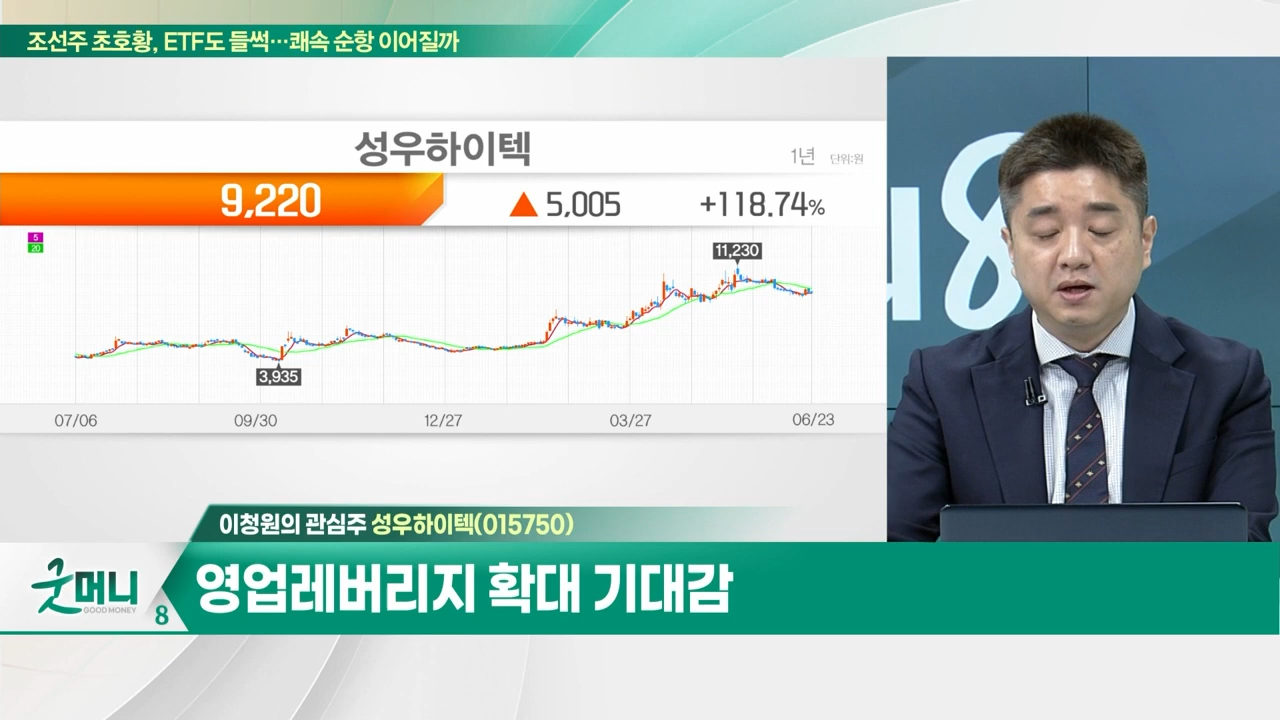 조선주 초호황, ETF도 들썩…쾌속 순항 이어질까
성우하이텍
1년 단위:원
9,220 ▲ 5,005 +118.74%
5
20
11,230
3,935
07/06 09/30 12/27 03/27 06/23
8
이청원의 관심주 성우하이텍(015750)
영업레버리지 확대 기대감
굿머니
GOOD MONEY
8